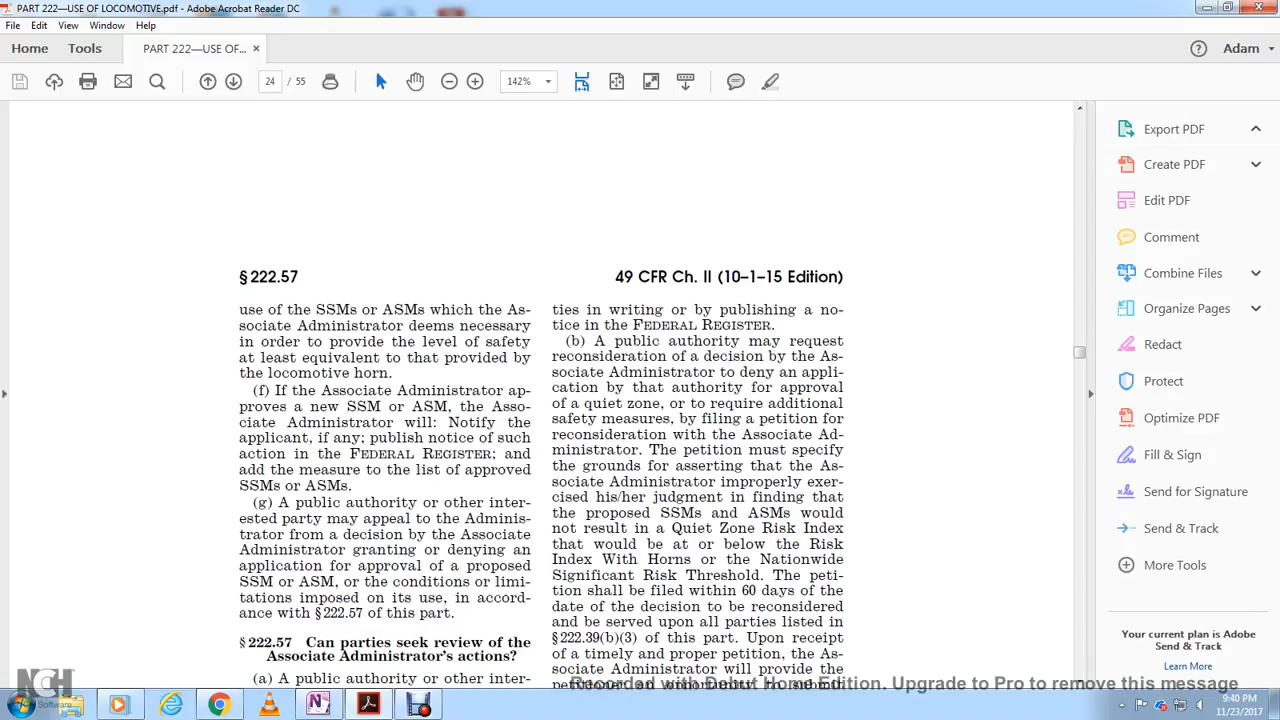 PART 222—USE OF LOCOMOTIVE.pdf - Adobe Acrobat Reader DC
File Edit View Window Help
Home Tools PART 222—USE OF... × Adam
24 / 55 142%
§ 222.57 49 CFR Ch. II (10–1–15 Edition)
use of the SSMs or ASMs which the As-
sociate Administrator deems necessary
in order to provide the level of safety
at least equivalent to that provided by
the locomotive horn.
(f) If the Associate Administrator ap-
proves a new SSM or ASM, the Asso-
ciate Administrator will: Notify the
applicant, if any; publish notice of such
action in the FEDERAL REGISTER; and
add the measure to the list of approved
SSMs or ASMs.
(g) A public authority or other inter-
ested party may appeal to the Adminis-
trator from a decision by the Associate
Administrator granting or denying an
application for approval of a proposed
SSM or ASM, or the conditions or limi-
tations imposed on its use, in accord-
ance with § 222.57 of this part.
§ 222.57 Can parties seek review of the
Associate Administrator's actions?
(a) A public authority or other inter-
ties in writing or by publishing a no-
tice in the FEDERAL REGISTER.
(b) A public authority may request
reconsideration of a decision by the As-
sociate Administrator to deny an appli-
cation by that authority for approval
of a quiet zone, or to require additional
safety measures, by filing a petition for
reconsideration with the Associate Ad-
ministrator. The petition must specify
the grounds for asserting that the As-
sociate Administrator improperly exer-
cised his/her judgment in finding that
the proposed SSMs and ASMs would
not result in a Quiet Zone Risk Index
that would be at or below the Risk
Index With Horns or the Nationwide
Significant Risk Threshold. The peti-
tion shall be filed within 60 days of the
date of the decision to be reconsidered
and be served upon all parties listed in
§ 222.39(b)(3) of this part. Upon receipt
of a timely and proper petition, the As-
sociate Administrator will provide the
petitioner an opportunity to submit
Export PDF
Create PDF
Edit PDF
Comment
Combine Files
Organize Pages
Redact
Protect
Optimize PDF
Fill & Sign
Send for Signature
Send & Track
More Tools
Your current plan is Adobe
Send & Track
Learn More
Recorded with Debut Home Edition. Upgrade to Pro to remove this message
NCH
Software
9:40 PM
11/23/2017